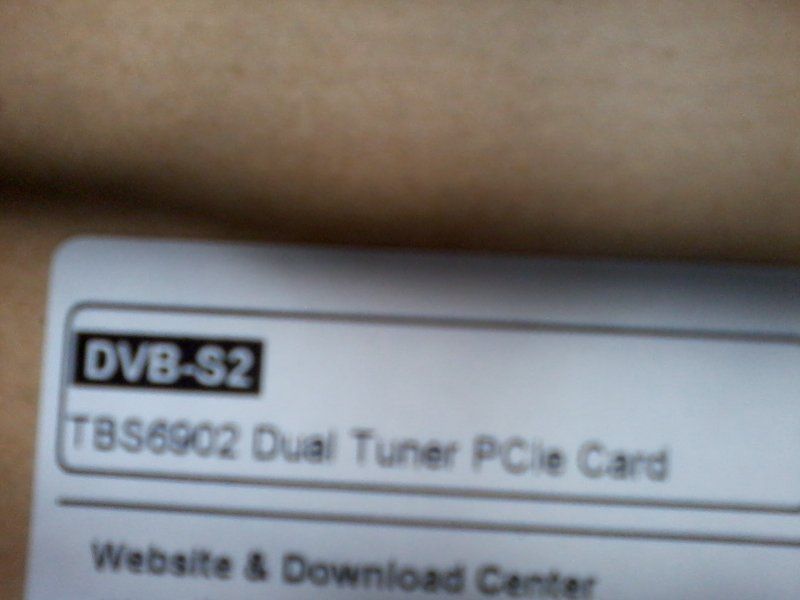 DVB-S2
TBS6902 Dual Tuner PCie Card
Website & Download Center